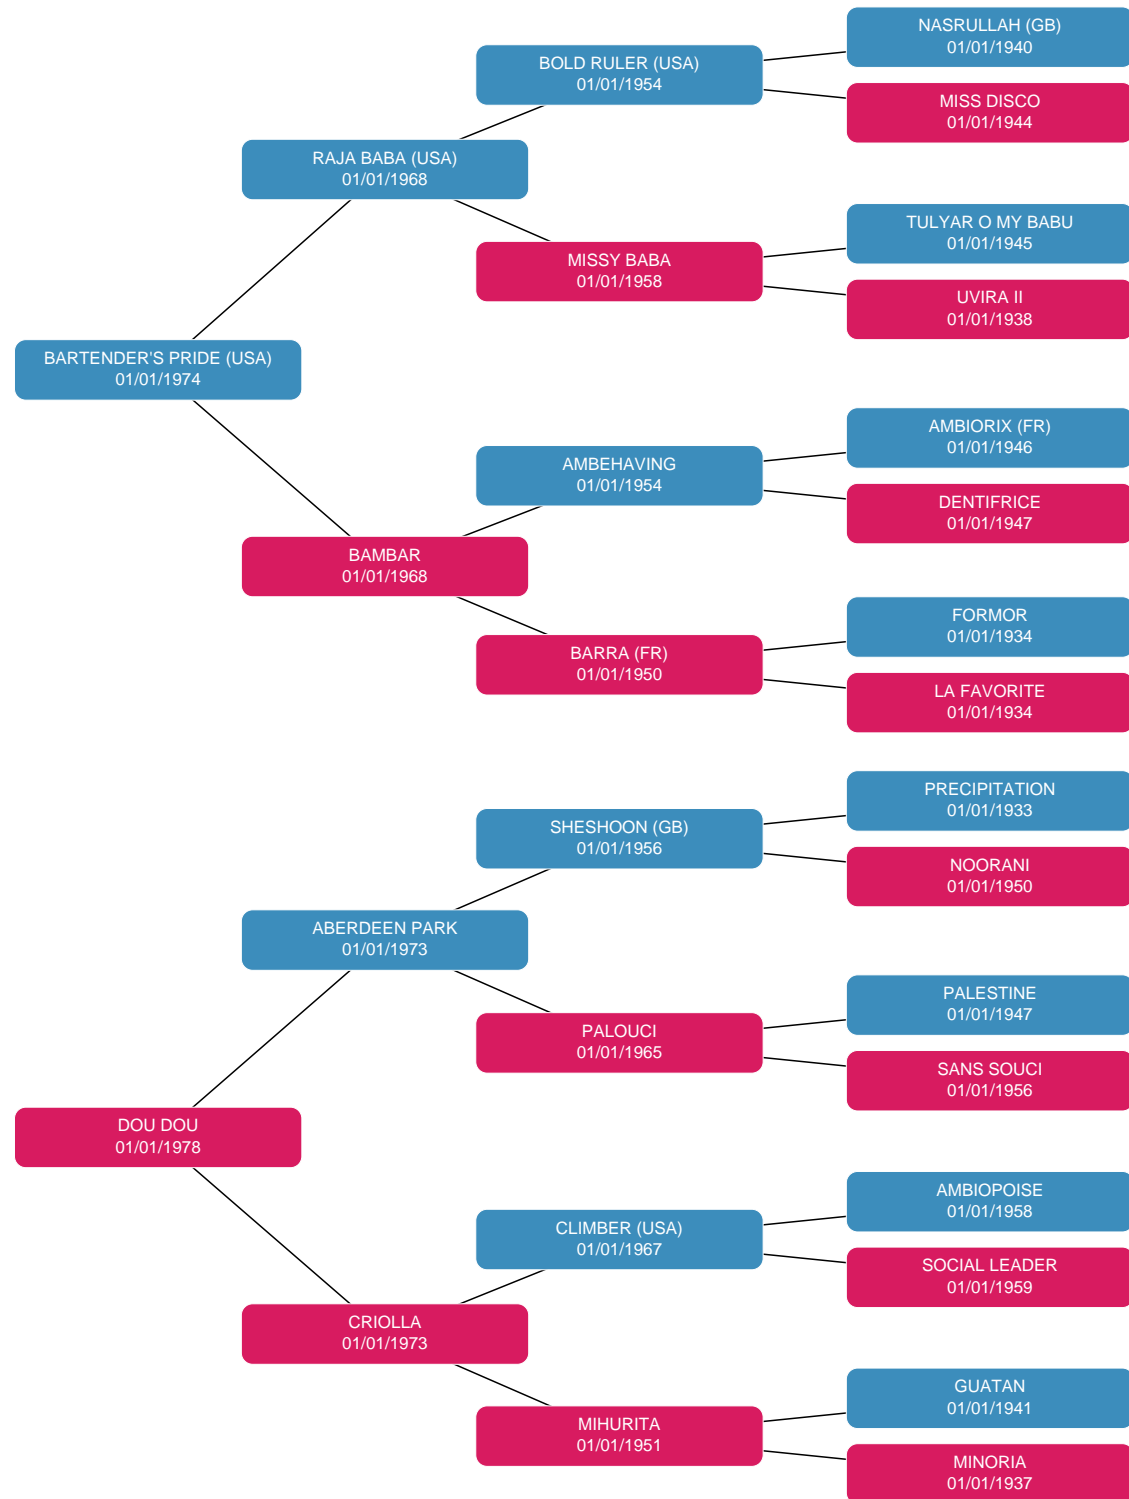 NASRULLAH (GB)
01/01/1940
BOLD RULER (USA)
01/01/1954
MISS DISCO
01/01/1944
RAJA BABA (USA)
01/01/1968
TULYAR O MY BABU
01/01/1945
MISSY BABA
01/01/1958
UVIRA II
01/01/1938
BARTENDER'S PRIDE (USA)
01/01/1974
AMBIORIX (FR)
01/01/1946
AMBEHAVING
01/01/1954
DENTIFRICE
01/01/1947
BAMBAR
01/01/1968
FORMOR
01/01/1934
BARRA (FR)
01/01/1950
LA FAVORITE
01/01/1934
PRECIPITATION
01/01/1933
SHESHOON (GB)
01/01/1956
NOORANI
01/01/1950
ABERDEEN PARK
01/01/1973
PALESTINE
01/01/1947
PALOUCI
01/01/1965
SANS SOUCI
01/01/1956
DOU DOU
01/01/1978
AMBIOPOISE
01/01/1958
CLIMBER (USA)
01/01/1967
SOCIAL LEADER
01/01/1959
CRIOLLA
01/01/1973
GUATAN
01/01/1941
MIHURITA
01/01/1951
MINORIA
01/01/1937